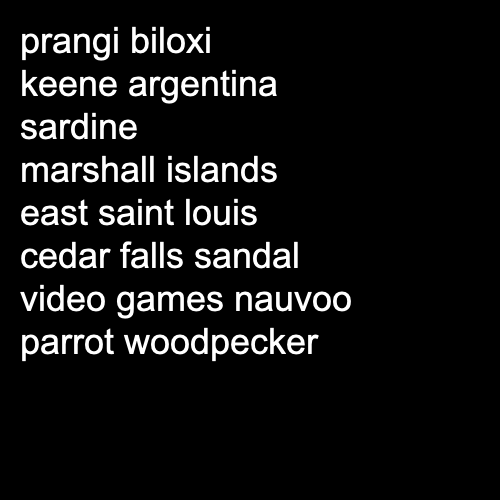 prangi biloxi
keene argentina
sardine
marshall islands
east saint louis
cedar falls sandal
video games nauvoo
parrot woodpecker